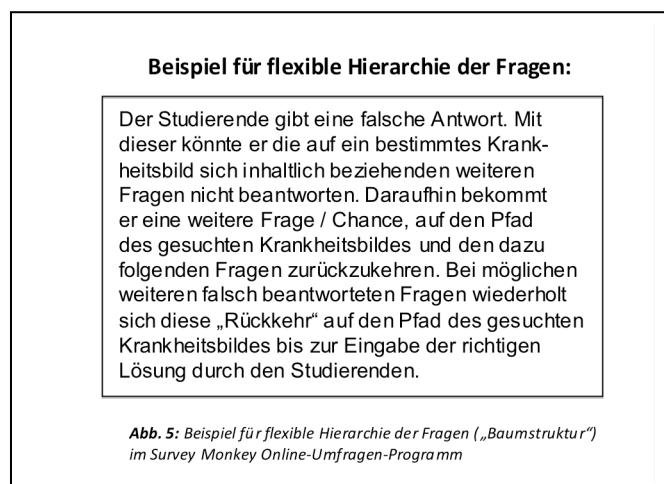 Beispiel für flexible Hierarchie der Fragen:
Der Studierende gibt eine falsche Antwort. Mit
dieser könnte er die auf ein bestimmtes Krank-
heitsbild sich inhaltlich beziehenden weiteren
Fragen nicht beantworten. Daraufhin bekommt
er eine weitere Frage / Chance, auf den Pfad
des gesuchten Krankheitsbildes und den dazu
folgenden Fragen zurückzukehren. Bei möglichen
weiteren falsch beantworteten Fragen wiederholt
sich diese „Rückkehr“ auf den Pfad des gesuchten
Krankheitsbildes bis zur Eingabe der richtigen
Lösung durch den Studierenden.
Abb. 5: Beispiel für flexible Hierarchie der Fragen („Baumstruktur“)
im Survey Monkey Online-Umfragen-Programm